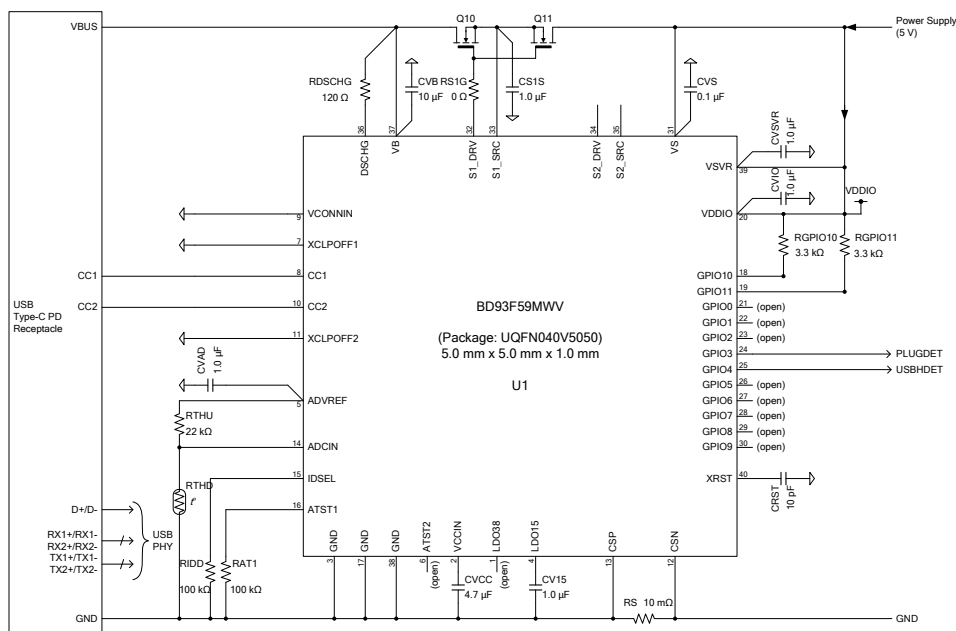 VBUS
Q10
Q11
Power Supply
(5 V)
RDSCHG
120 Ω
CVB
10 µF
RS1G
0 Ω
CS1S
1.0 µF
CVS
0.1 µF
36
37
32
33
34
35
31
DSCHG
VB
S1_DRV
S1_SRC
S2_DRV
S2_SRC
VS
CVSVR
1.0 µF
VSVR
39
CVIO
1.0 µF
VDDIO
VDDIO
20
RGPIO10
3.3 kΩ
RGPIO11
3.3 kΩ
9
VCONNIN
7
XCLPOFF1
CC1
8
CC1
CC2
10
CC2
11
XCLPOFF2
USB
Type-C PD
Receptacle
BD93F59MWV
(Package: UQFN040V5050)
5.0 mm x 5.0 mm x 1.0 mm
U1
GPIO10
18
GPIO11
19
GPIO0
21
(open)
GPIO1
22
(open)
GPIO2
23
(open)
GPIO3
24
PLUGDET
GPIO4
25
USBHDET
GPIO5
26
(open)
GPIO6
27
(open)
GPIO7
28
(open)
GPIO8
29
(open)
GPIO9
30
(open)
XRST
40
CRST
10 pF
CVAD
1.0 µF
5
ADVREF
RTHU
22 kΩ
14
ADCIN
15
IDSEL
RTHD
t°
16
ATST1
D+/D-
RX1+/RX1-
RX2+/RX2-
TX1+/TX1-
TX2+/TX2-
USB
PHY
RIDD
100 kΩ
RAT1
100 kΩ
GND
GND
GND
ATST2
VCCIN
LDO38
LDO15
CSP
CSN
3
17
38
6
2
1
4
13
12
(open)
(open)
CVCC
4.7 µF
CV15
1.0 µF
RS 10 mΩ
GND
GND